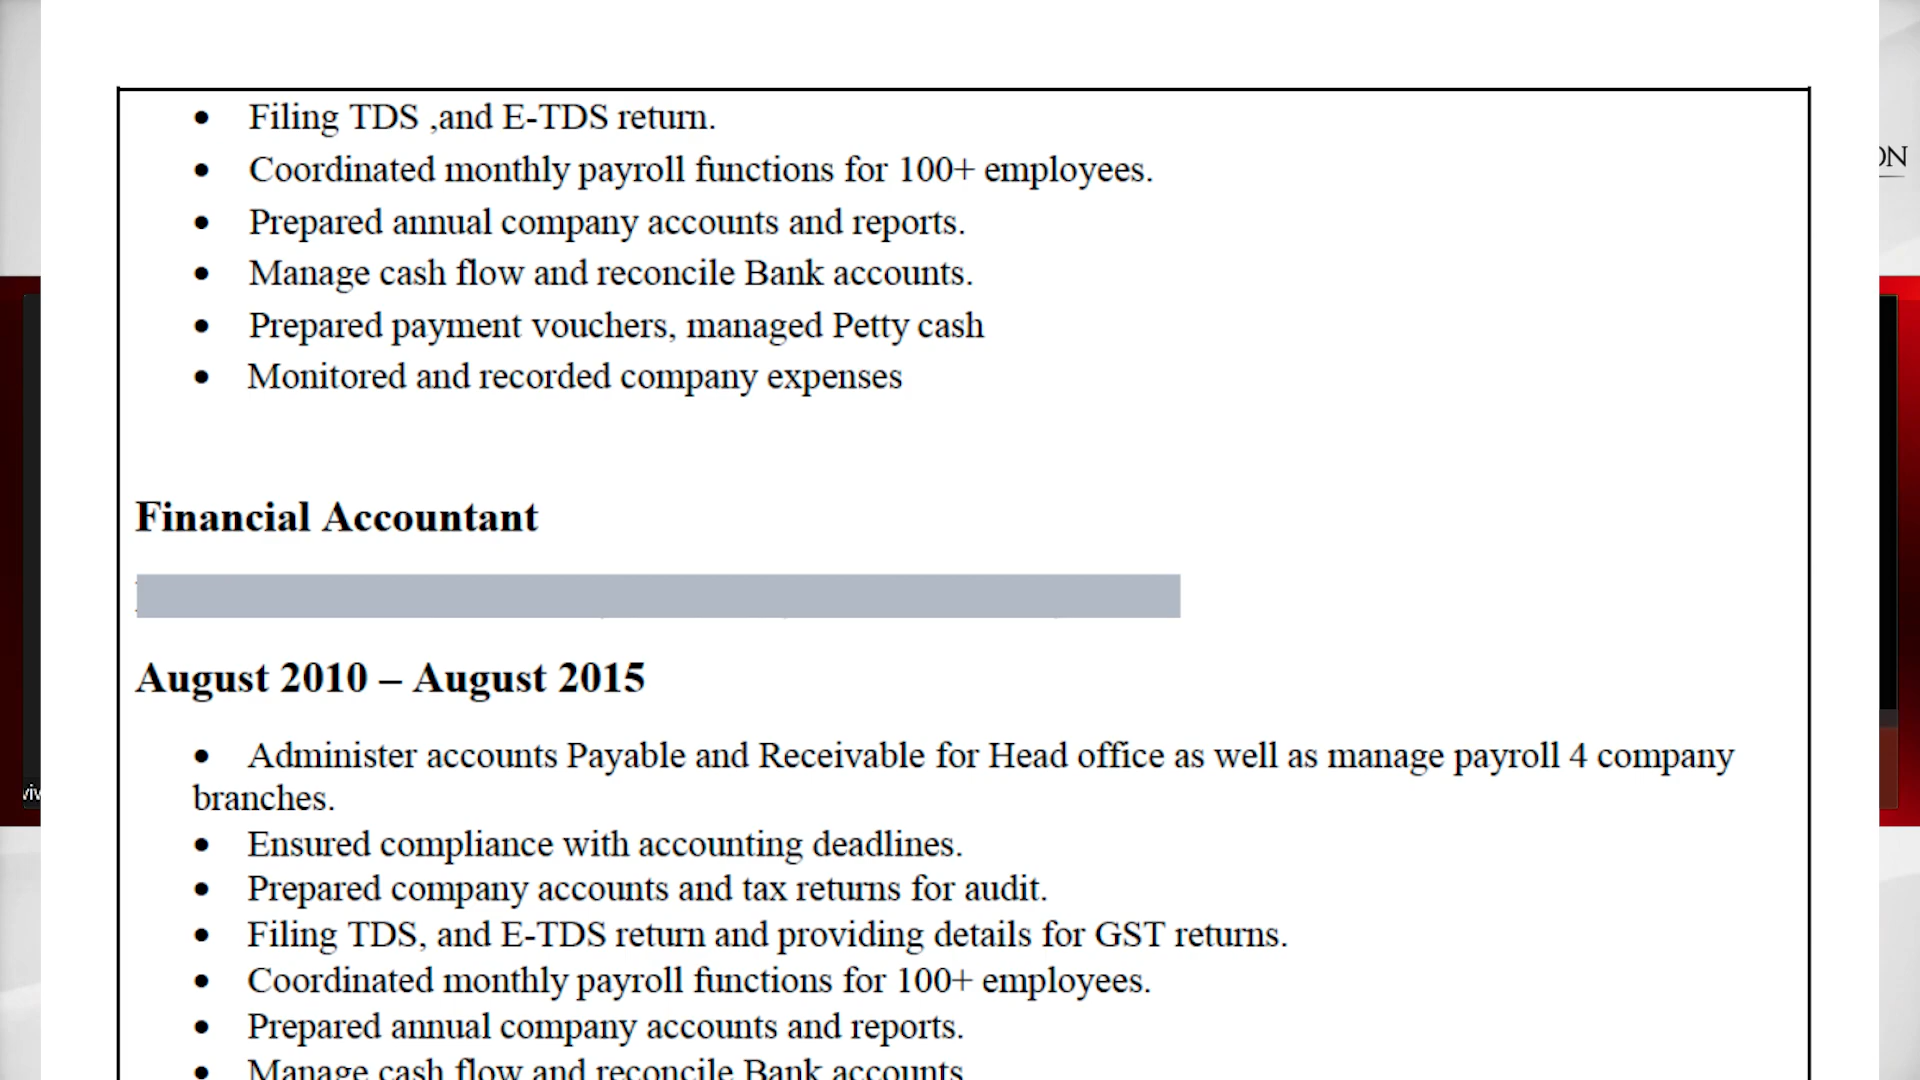 • Filing TDS ,and E-TDS return.
• Coordinated monthly payroll functions for 100+ employees.
• Prepared annual company accounts and reports.
• Manage cash flow and reconcile Bank accounts.
• Prepared payment vouchers, managed Petty cash
• Monitored and recorded company expenses
Financial Accountant
August 2010 – August 2015
• Administer accounts Payable and Receivable for Head office as well as manage payroll 4 company
branches.
• Ensured compliance with accounting deadlines.
• Prepared company accounts and tax returns for audit.
• Filing TDS, and E-TDS return and providing details for GST returns.
• Coordinated monthly payroll functions for 100+ employees.
• Prepared annual company accounts and reports.
• Manage cash flow and reconcile Bank accounts